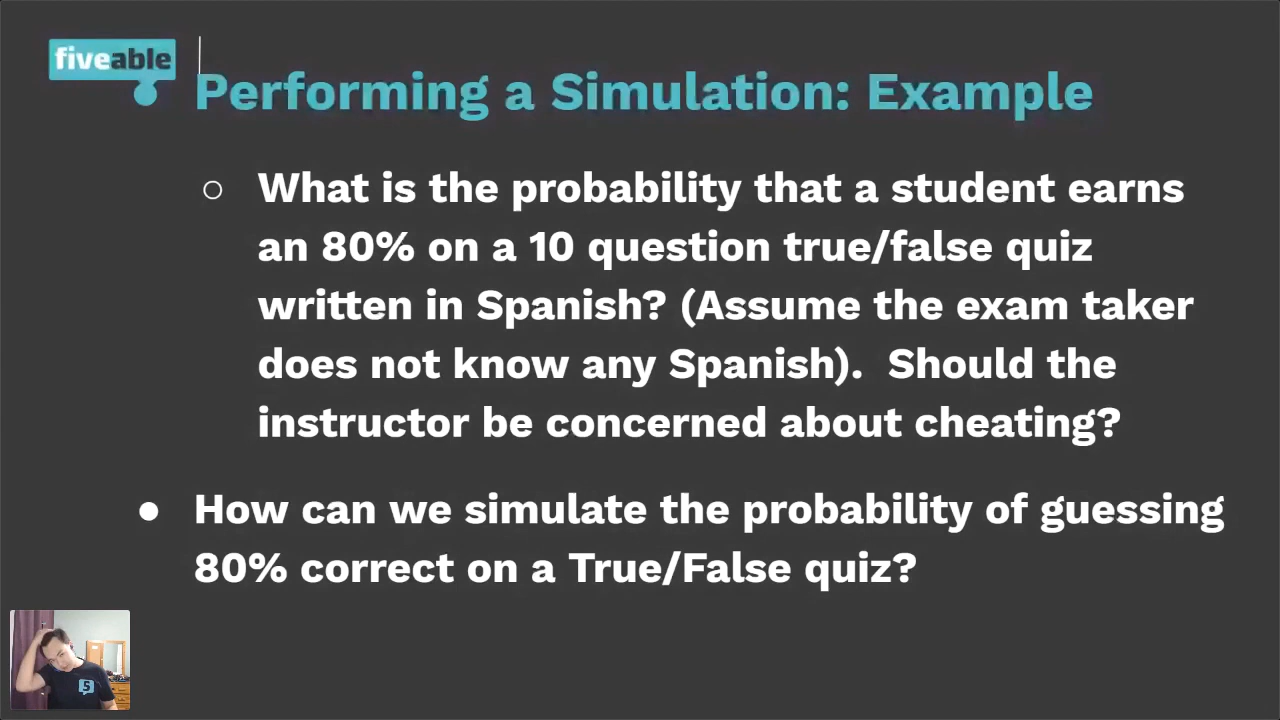 fiveable
Performing a Simulation: Example
What is the probability that a student earns
an 80% on a 10 question true/false quiz
written in Spanish? (Assume the exam taker
does not know any Spanish). Should the
instructor be concerned about cheating?
How can we simulate the probability of guessing
80% correct on a True/False quiz?
5